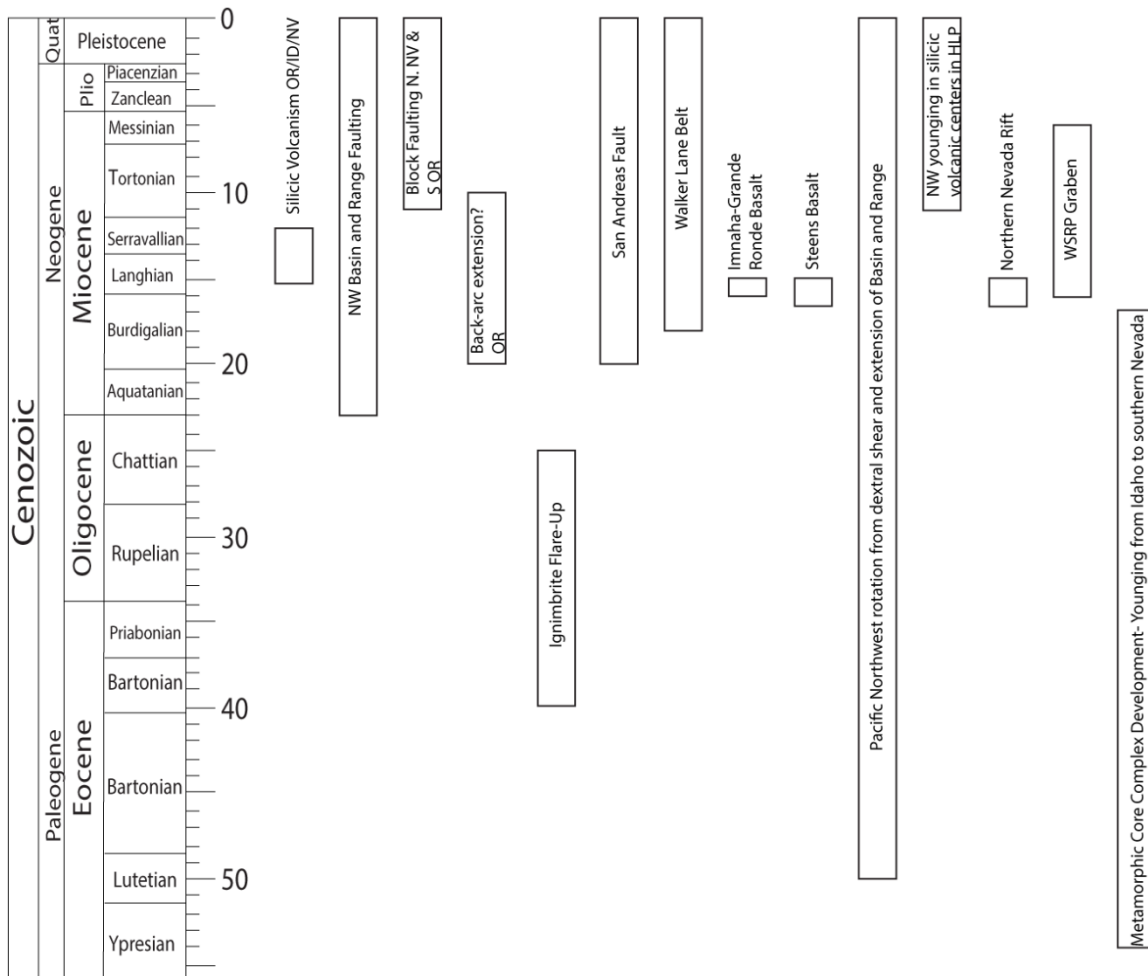 Cenozoic
Quat
Neogene
Paleogene
Plio
Miocene
Oligocene
Eocene
Pleistocene
Piacenzian
Zanclean
Messinian
Tortonian
Serravallian
Langhian
Burdigalian
Aquatanian
Chattian
Rupelian
Priabonian
Bartonian
Bartonian
Lutetian
Ypresian
0
10
20
30
40
50
Silicic Volcanism OR/ID/NV
NW Basin and Range Faulting
Block Faulting N. NV &
S OR
Back-arc extension?
OR
Ignimbrite Flare-Up
San Andreas Fault
Walker Lane Belt
Imnaha-Grande
Ronde Basalt
Steens Basalt
Pacific Northwest rotation from dextral shear and extension of Basin and Range
NW younging in silicic
volcanic centers in HLP
Northern Nevada Rift
WSRP Graben
Metamorphic Core Complex Development- Younging from Idaho to southern Nevada